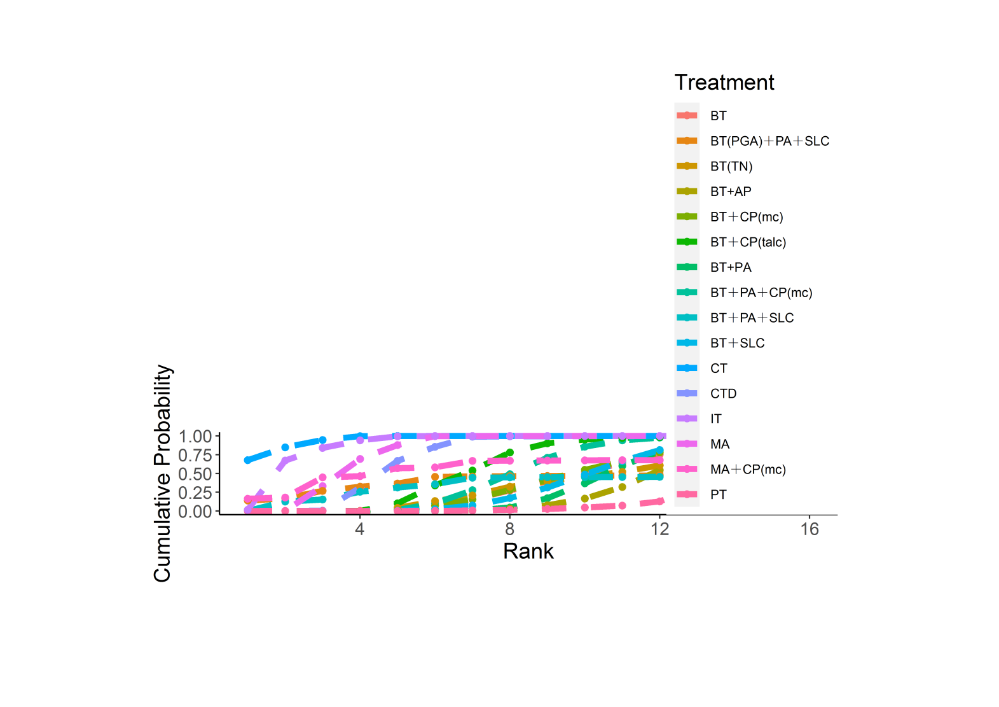 Treatment
BT
BT(PGA)＋PA＋SLC
BT(TN)
BT+AP
BT＋CP(mc)
BT＋CP(talc)
BT+PA
BT＋PA＋CP(mc)
BT＋PA＋SLC
BT＋SLC
CT
CTD
IT
MA
MA＋CP(mc)
PT
Cumulative Probability
1.00
0.75
0.50
0.25
0.00
4 8 12 16
Rank